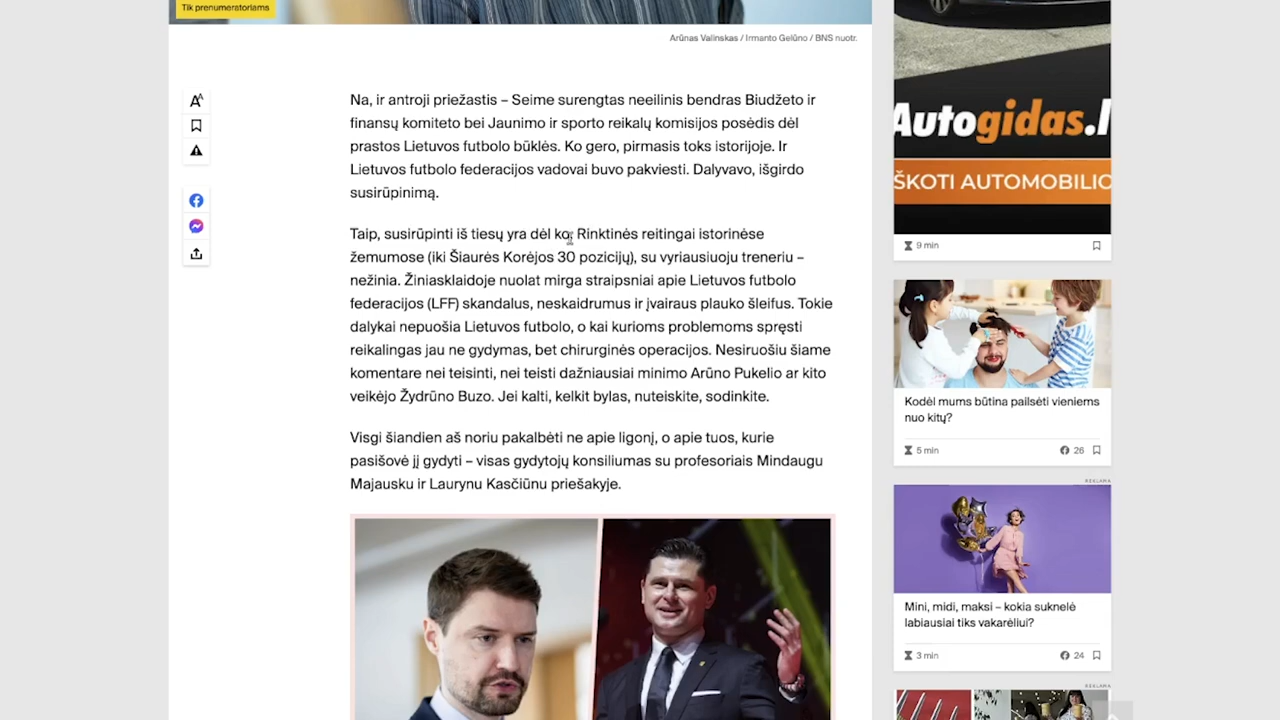 Tik prenumeratoriams
Arūnas Valinskas / Irmanto Gelūno / BNS nuotr.
Na, ir antroji priežastis – Seime surengtas neeilinis bendras Biudžeto ir
finansų komiteto bei Jaunimo ir sporto reikalų komisijos posėdis dėl
prastos Lietuvos futbolo būklės. Ko gero, pirmasis toks istorijoje. Ir
Lietuvos futbolo federacijos vadovai buvo pakviesti. Dalyvavo, išgirdo
susirūpinimą.
Taip, susirūpinti iš tiesų yra dėl ko. Rinktinės reitingai istorinėse
žemumose (iki Šiaurės Korėjos 30 pozicijų), su vyriausiuoju treneriu –
nežinia. Žiniasklaidoje nuolat mirga straipsniai apie Lietuvos futbolo
federacijos (LFF) skandalus, neskaidrumus ir įvairaus plauko šleifus. Tokie
dalykai nepuošia Lietuvos futbolo, o kai kurioms problemoms spręsti
reikalingas jau ne gydymas, bet chirurginės operacijos. Nesiruošiu šiame
komentare nei teisinti, nei teisti dažniausiai minimo Arūno Pukelio ar kito
veikėjo Žydrūno Buzo. Jei kalti, kelkit bylas, nuteiskite, sodinkite.
Visgi šiandien aš noriu pakalbėti ne apie ligonį, o apie tuos, kurie
pasišovė jį gydyti – visas gydytojų konsiliumas su profesoriais Mindaugu
Majausku ir Laurynu Kasčiūnu priešakyje.
Autogidas.l
ŠKOTI AUTOMOBILIO
9 min
Kodėl mums būtina pailsėti vieniems
nuo kitų?
5 min 26
REKLAMA
Mini, midi, maksi – kokia suknelė
labiausiai tiks vakarėliui?
3 min 24
REKLAMA